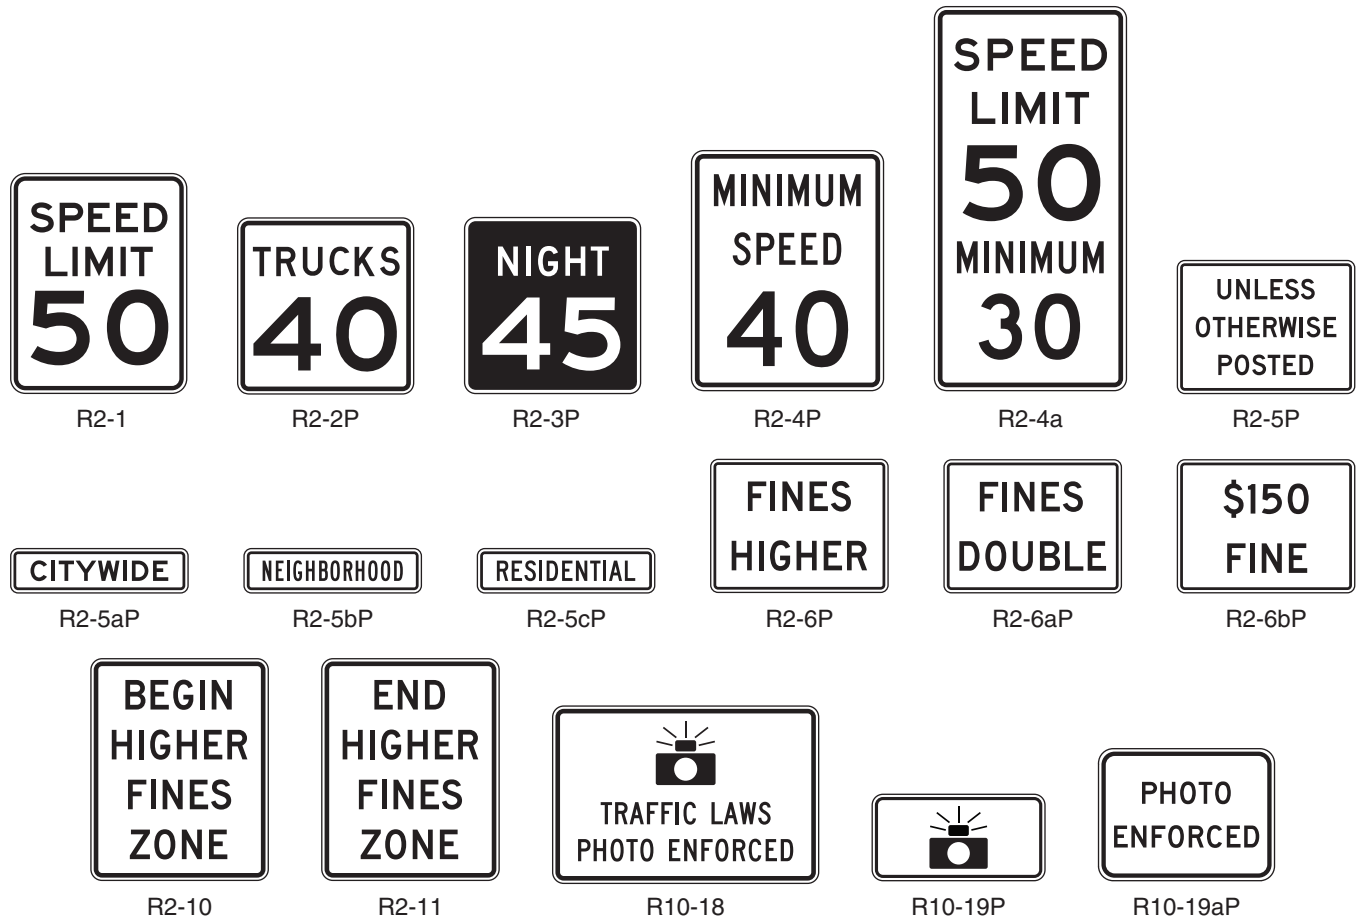 SPEED
LIMIT
50
R2-1
TRUCKS
40
R2-2P
NIGHT
45
R2-3P
MINIMUM
SPEED
40
R2-4P
SPEED
LIMIT
50
MINIMUM
30
R2-4a
UNLESS
OTHERWISE
POSTED
R2-5P
CITYWIDE
R2-5aP
NEIGHBORHOOD
R2-5bP
RESIDENTIAL
R2-5cP
FINES
HIGHER
R2-6P
FINES
DOUBLE
R2-6aP
$150
FINE
R2-6bP
BEGIN
HIGHER
FINES
ZONE
R2-10
END
HIGHER
FINES
ZONE
R2-11
TRAFFIC LAWS
PHOTO ENFORCED
R10-18
R10-19P
PHOTO
ENFORCED
R10-19aP